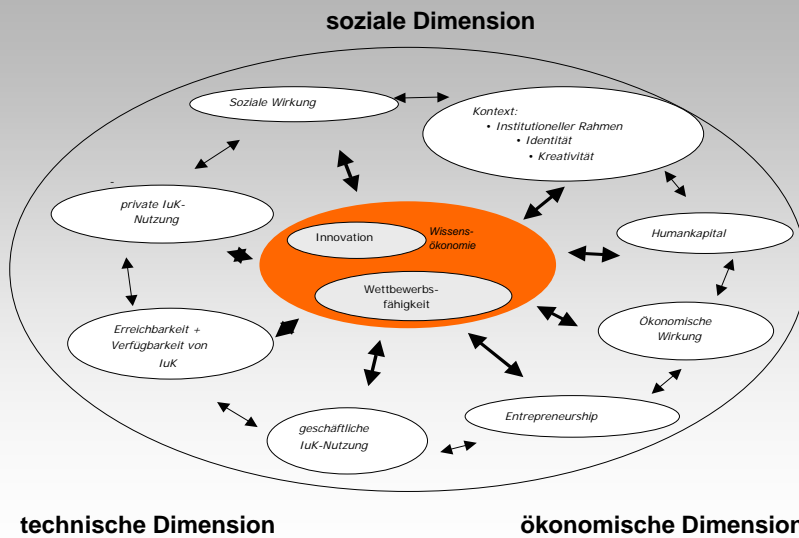 soziale Dimension
Soziale Wirkung
Kontext:
• Institutioneller Rahmen
• Identität
• Kreativität
private IuK-
Nutzung
Innovation
Wissens-
ökonomie
Humankapital
Wettbewerbs-
fähigkeit
Erreichbarkeit +
Verfügbarkeit von
IuK
Ökonomische
Wirkung
geschäftliche
IuK-Nutzung
Entrepreneurship
technische Dimension
ökonomische Dimension